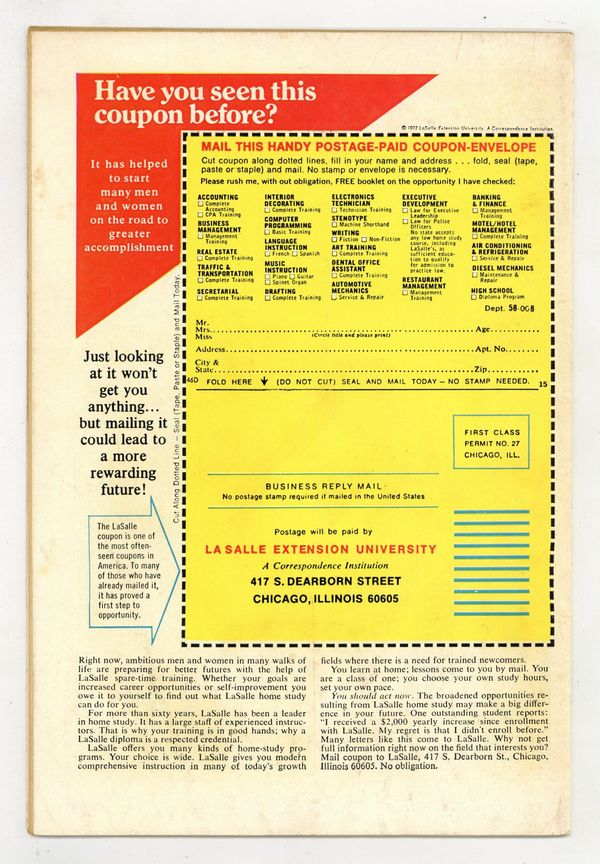 Have you seen this
coupon before?
© 1972 LaSalle Extension University. A Correspondence Institution
It has helped
to start
many men
and women
on the road to
greater
accomplishment
MAIL THIS HANDY POSTAGE-PAID COUPON-ENVELOPE
Cut coupon along dotted lines, fill in your name and address . . . fold, seal (tape,
paste or staple) and mail. No stamp or envelope is necessary.
Please rush me, with out obligation, FREE booklet on the opportunity I have checked:
ACCOUNTING
☐ Complete
Accounting
☐ CPA Training
BUSINESS
MANAGEMENT
☐ Management
Training
REAL ESTATE
☐ Complete Training
TRAFFIC &
TRANSPORTATION
☐ Complete Training
SECRETARIAL
☐ Complete Training
INTERIOR
DECORATING
☐ Complete Training
COMPUTER
PROGRAMMING
☐ Basic Training
LANGUAGE
INSTRUCTION
☐ French ☐ Spanish
MUSIC
INSTRUCTION
☐ Piano ☐ Guitar
☐ Spinet Organ
DRAFTING
☐ Complete Training
ELECTRONICS
TECHNICIAN
☐ Technician Training
STENOTYPE
☐ Machine Shorthand
WRITING
☐ Fiction ☐ Non-Fiction
ART TRAINING
☐ Complete Training
DENTAL OFFICE
ASSISTANT
☐ Complete Training
AUTOMOTIVE
MECHANICS
☐ Service & Repair
EXECUTIVE
DEVELOPMENT
☐ Law for Executive
Leadership
☐ Law for Police
Officers
No state accepts
any law home study
course, including
LaSalle's, as
sufficient educa-
tion to qualify
for admission to
practice law.
RESTAURANT
MANAGEMENT
☐ Management
Training
BANKING
& FINANCE
☐ Management
Training
MOTEL/HOTEL
MANAGEMENT
☐ Complete Training
AIR CONDITIONING
& REFRIGERATION
☐ Service & Repair
DIESEL MECHANICS
☐ Maintenance &
Repair
HIGH SCHOOL
☐ Diploma Program
Dept. 58-008
Mr.
Mrs. Age
Miss (Circle title and please print)
Address Apt. No.
City &
State Zip
46D FOLD HERE (DO NOT CUT) SEAL AND MAIL TODAY — NO STAMP NEEDED. 15
Cut Along Dotted Line — Seal (Tape, Paste or Staple) and Mail Today.
Just looking
at it won't
get you
anything...
but mailing it
could lead to
a more
rewarding
future!
The LaSalle
coupon is one of
the most often-
seen coupons in
America. To many
of those who have
already mailed it,
it has proved a
first step to
opportunity.
FIRST CLASS
PERMIT NO. 27
CHICAGO, ILL.
BUSINESS REPLY MAIL
No postage stamp required if mailed in the United States
Postage will be paid by
LA SALLE EXTENSION UNIVERSITY
A Correspondence Institution
417 S. DEARBORN STREET
CHICAGO, ILLINOIS 60605
Right now, ambitious men and women in many walks of
life are preparing for better futures with the help of
LaSalle spare-time training. Whether your goals are
increased career opportunities or self-improvement you
owe it to yourself to find out what LaSalle home study
can do for you.
For more than sixty years, LaSalle has been a leader
in home study. It has a large staff of experienced instruc-
tors. That is why your training is in good hands; why a
LaSalle diploma is a respected credential.
LaSalle offers you many kinds of home-study pro-
grams. Your choice is wide. LaSalle gives you modern
comprehensive instruction in many of today's growth
fields where there is a need for trained newcomers.
You learn at home; lessons come to you by mail. You
are a class of one; you choose your own study hours,
set your own pace.
You should act now. The broadened opportunities re-
sulting from LaSalle home study may make a big differ-
ence in your future. One outstanding student reports:
"I received a $2,000 yearly increase since enrollment
with LaSalle. My regret is that I didn't enroll before."
Many letters like this come to LaSalle. Why not get
full information right now on the field that interests you?
Mail coupon to LaSalle, 417 S. Dearborn St., Chicago,
Illinois 60605. No obligation.